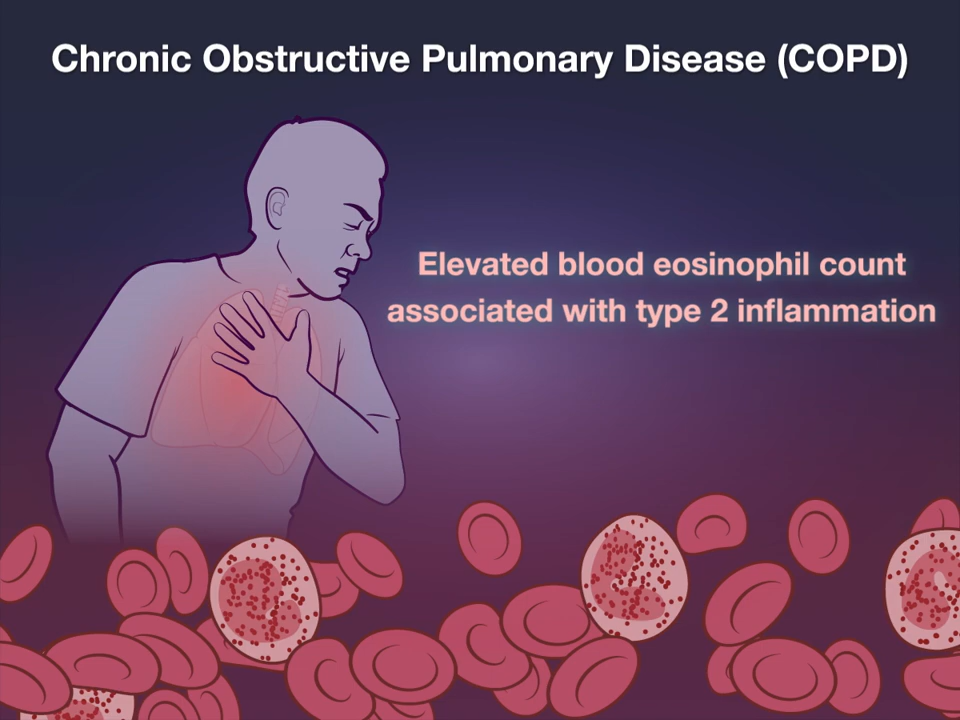 Chronic Obstructive Pulmonary Disease (COPD)
Elevated blood eosinophil count
associated with type 2 inflammation